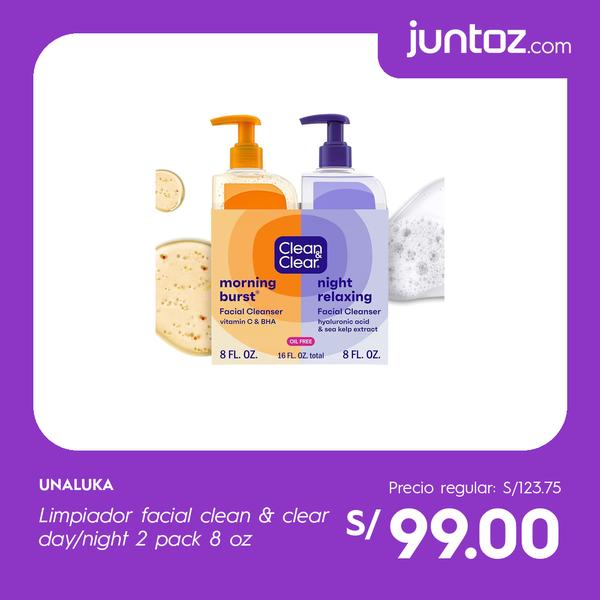 juntoz.com
Clean &
Clear®
morning
burst®
Facial Cleanser
vitamin C & BHA
night
relaxing
Facial Cleanser
hyaluronic acid
& sea kelp extract
OIL FREE
8 FL. OZ.
16 FL. OZ. total
8 FL. OZ.
UNALUKA
Limpiador facial clean & clear
day/night 2 pack 8 oz
Precio regular: S/123.75
S/ 99.00